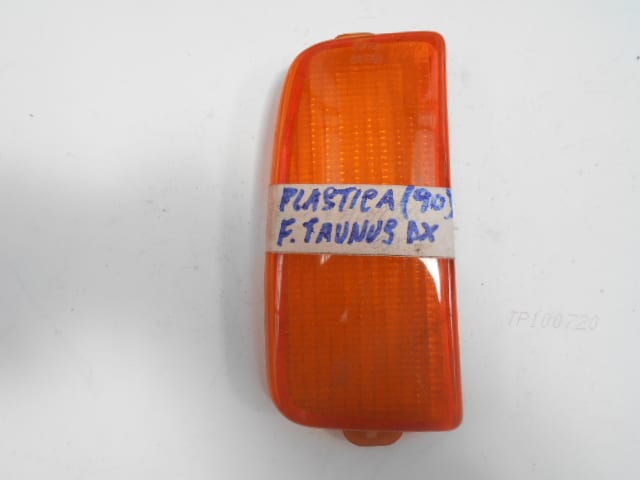 PLASTICA (90)
F. TAUNUS DX
TP100720